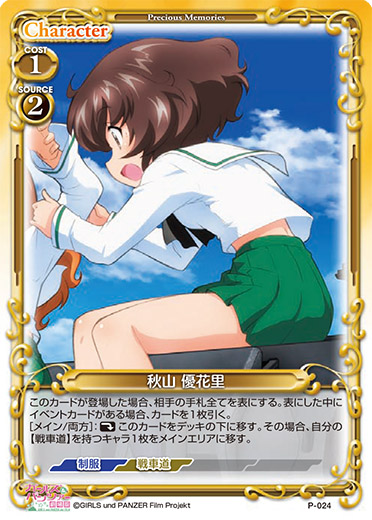 Precious Memories
Character
COST
1
SOURCE
2
秋山 優花里
このカードが登場した場合、相手の手札全てを表にする。表にした中に
イベントカードがある場合、カードを1枚引く。
[メイン/両方]: このカードをデッキの下に移す。その場合、自分の
【戦車道】を持つキャラ1枚をメインエリアに移す。
制服 戦車道
©GIRLS und PANZER Film Projekt
P-024